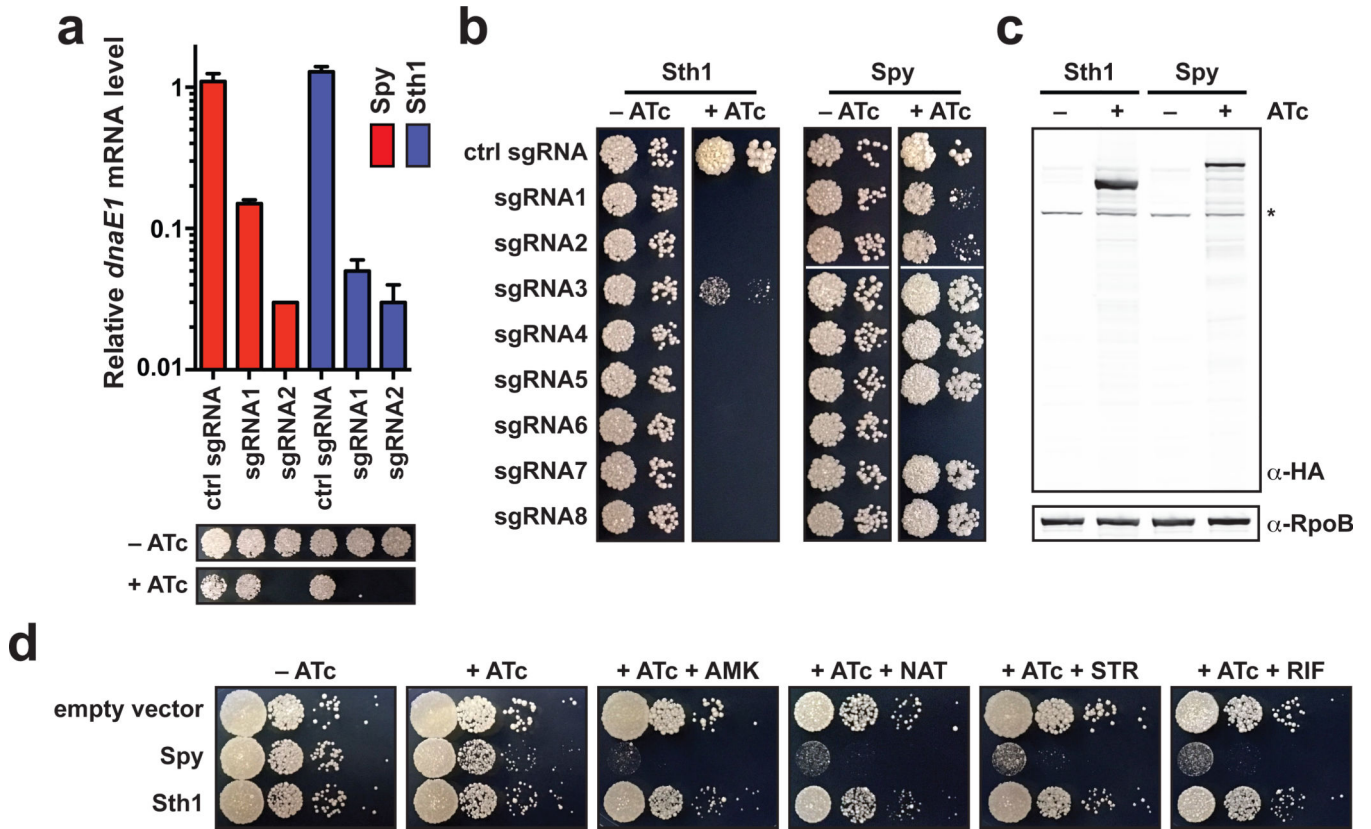 a
Relative dnaE1 mRNA level
1
0.1
0.01
Spy
Sth1
ctrl sgRNA
sgRNA1
sgRNA2
ctrl sgRNA
sgRNA1
sgRNA2
– ATc
+ ATc
b
Sth1 Spy
– ATc + ATc – ATc + ATc
ctrl sgRNA
sgRNA1
sgRNA2
sgRNA3
sgRNA4
sgRNA5
sgRNA6
sgRNA7
sgRNA8
c
Sth1 Spy
– + – + ATc
*
α-HA
α-RpoB
d
– ATc + ATc + ATc + AMK + ATc + NAT + ATc + STR + ATc + RIF
empty vector
Spy
Sth1